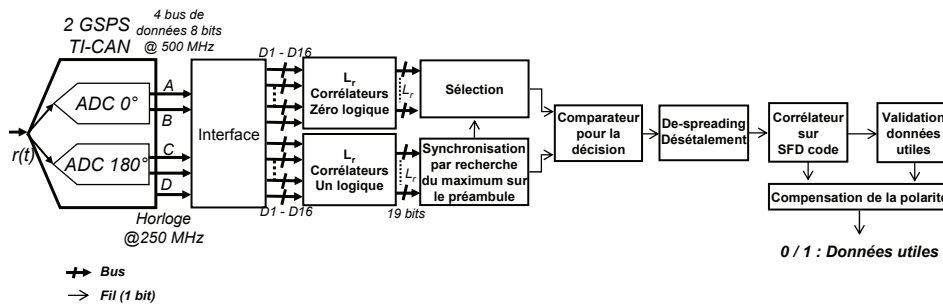 2 GSPS
TI-CAN
4 bus de
données 8 bits
@ 500 MHz
r(t)
ADC 0°
ADC 180°
A
B
C
D
Horloge
@250 MHz
Interface
D1 - D16
D1 - D16
Lr
Corrélateurs
Zéro logique
Lr
Corrélateurs
Un logique
Lr
Lr
19 bits
Sélection
Synchronisation
par recherche
du maximum sur
le préambule
Comparateur
pour la
décision
De-spreading
Désétalement
Corrélateur
sur
SFD code
Validation
données
utiles
Compensation de la polarité
0 / 1 : Données utiles
Bus
Fil (1 bit)